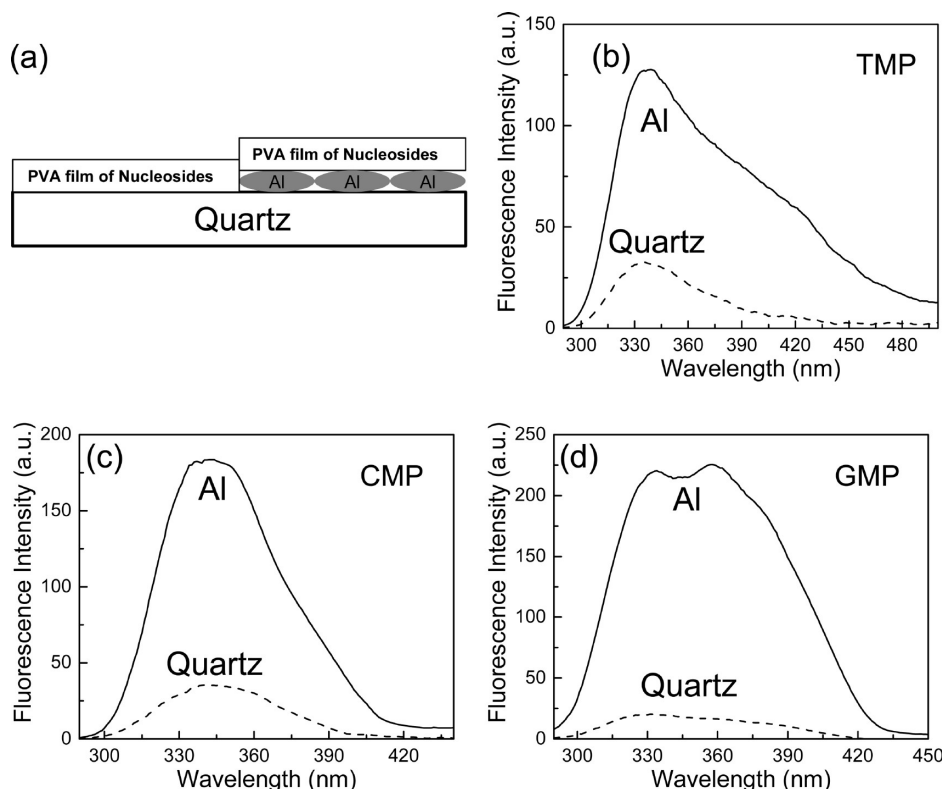 (a)
PVA film of Nucleosides
PVA film of Nucleosides
Al Al Al
Quartz
(b)
TMP
Al
Quartz
Fluorescence Intensity (a.u.)
150
125
100
75
50
25
0
300 330 360 390 420 450 480
Wavelength (nm)
(c)
CMP
Al
Quartz
Fluorescence Intensity (a.u.)
200
150
100
50
0
300 330 360 390 420
Wavelength (nm)
(d)
GMP
Al
Quartz
Fluorescence Intensity (a.u.)
250
200
150
100
50
0
300 330 360 390 420 450
Wavelength (nm)